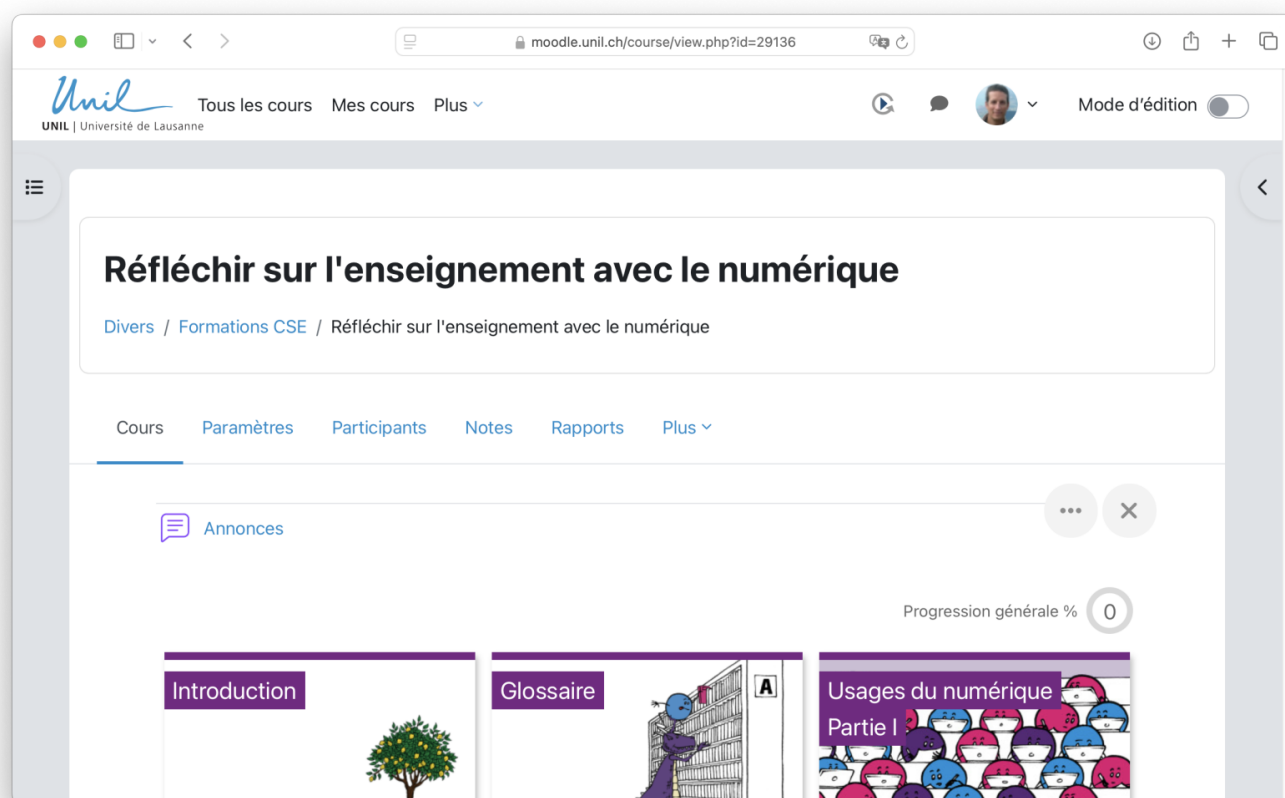 moodle.unil.ch/course/view.php?id=29136
Unil
UNIL | Université de Lausanne
Tous les cours Mes cours Plus
Mode d'édition
Réfléchir sur l'enseignement avec le numérique
Divers / Formations CSE / Réfléchir sur l'enseignement avec le numérique
Cours Paramètres Participants Notes Rapports Plus
Annonces
Progression générale % 0
Introduction
Glossaire
A
Usages du numérique
Partie I